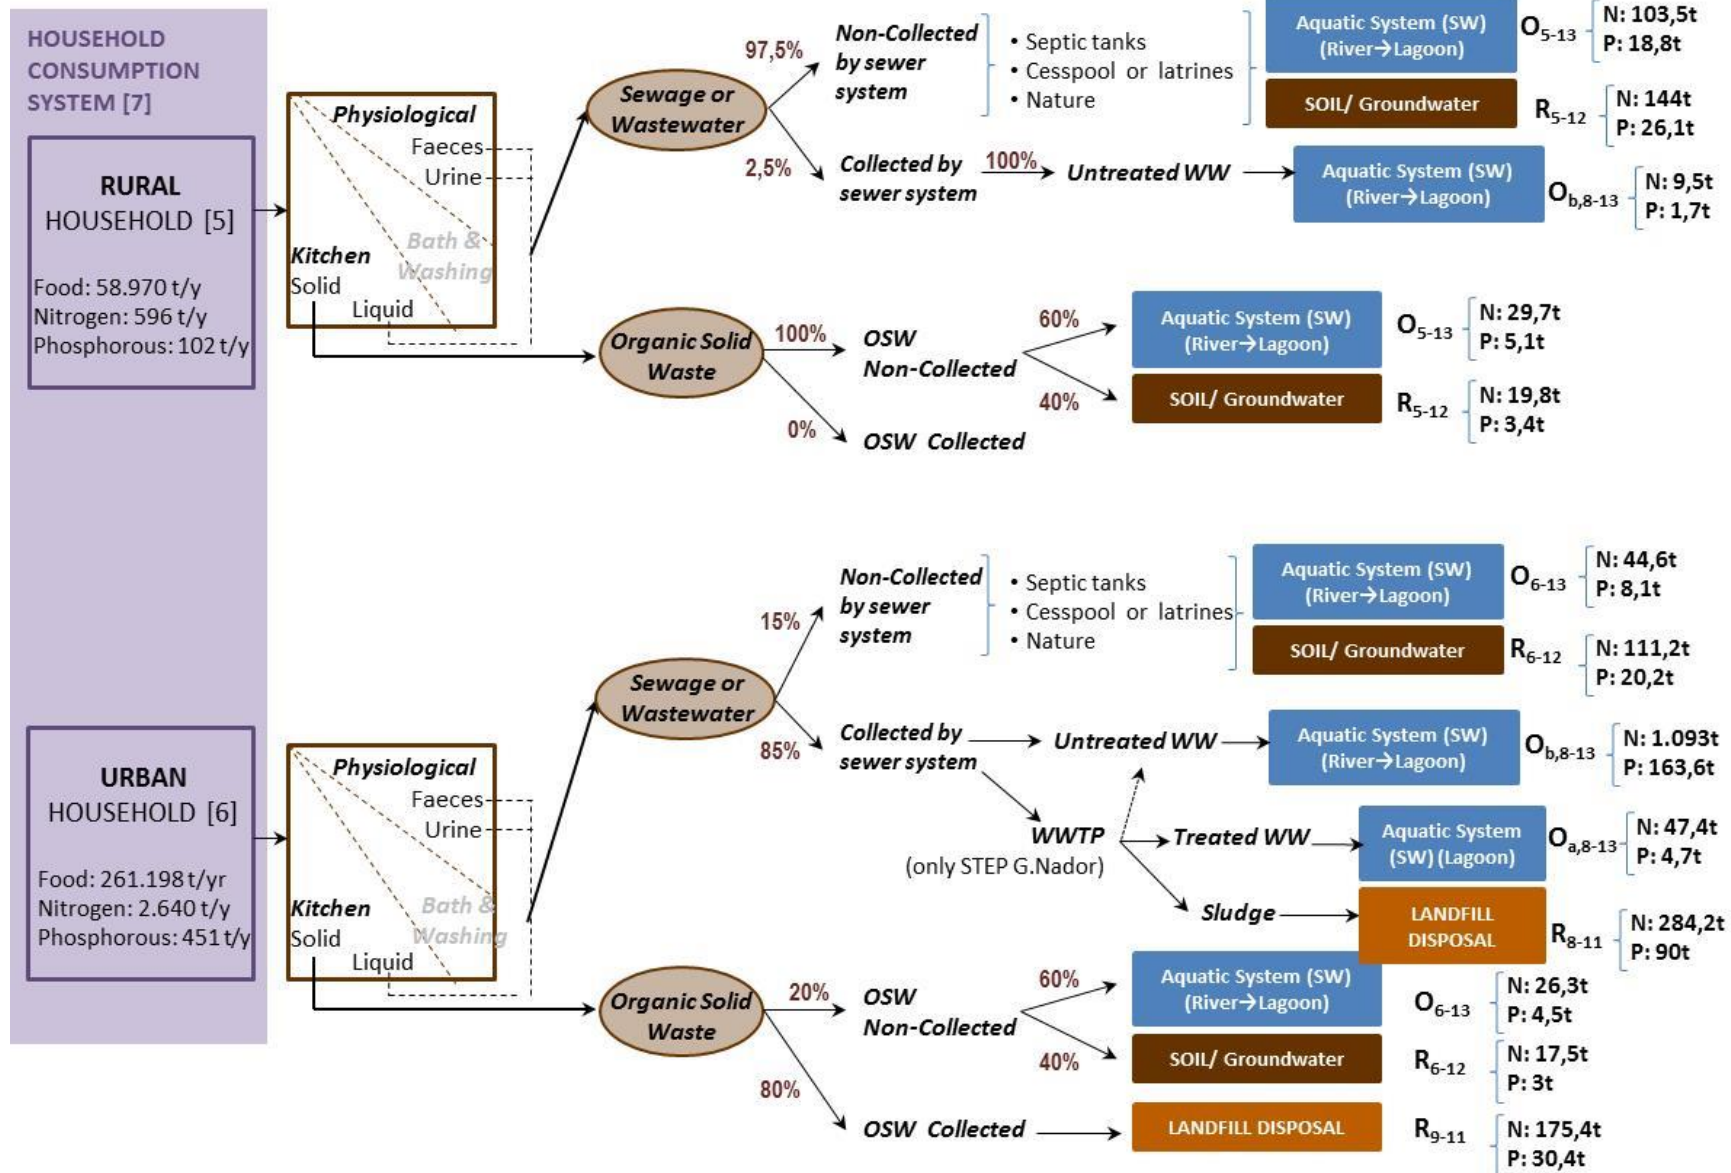 HOUSEHOLD
CONSUMPTION
SYSTEM [7]
RURAL
HOUSEHOLD [5]
Food: 58.970 t/y
Nitrogen: 596 t/y
Phosphorous: 102 t/y
Physiological
Faeces
Urine
Bath &
Washing
Kitchen
Solid
Liquid
Sewage or
Wastewater
97,5%
Non-Collected
by sewer
system
• Septic tanks
• Cesspool or latrines
• Nature
Aquatic System (SW)
(River→Lagoon)
O5-13
N: 103,5t
P: 18,8t
SOIL/ Groundwater
R5-12
N: 144t
P: 26,1t
2,5%
Collected by
sewer system
100%
Untreated WW
Aquatic System (SW)
(River→Lagoon)
Ob,8-13
N: 9,5t
P: 1,7t
Organic Solid
Waste
100%
OSW
Non-Collected
60%
Aquatic System (SW)
(River→Lagoon)
O5-13
N: 29,7t
P: 5,1t
40%
SOIL/ Groundwater
R5-12
N: 19,8t
P: 3,4t
0%
OSW Collected
URBAN
HOUSEHOLD [6]
Food: 261.198 t/yr
Nitrogen: 2.640 t/y
Phosphorous: 451 t/y
Physiological
Faeces
Urine
Bath &
Washing
Kitchen
Solid
Liquid
Sewage or
Wastewater
15%
Non-Collected
by sewer
system
• Septic tanks
• Cesspool or latrines
• Nature
Aquatic System (SW)
(River→Lagoon)
O6-13
N: 44,6t
P: 8,1t
SOIL/ Groundwater
R6-12
N: 111,2t
P: 20,2t
85%
Collected by
sewer system
Untreated WW
Aquatic System (SW)
(River→Lagoon)
Ob,8-13
N: 1.093t
P: 163,6t
WWTP
(only STEP G.Nador)
Treated WW
Aquatic System
(SW) (Lagoon)
Oa,8-13
N: 47,4t
P: 4,7t
Sludge
LANDFILL
DISPOSAL
R8-11
N: 284,2t
P: 90t
Organic Solid
Waste
20%
OSW
Non-Collected
60%
Aquatic System (SW)
(River→Lagoon)
O6-13
N: 26,3t
P: 4,5t
40%
SOIL/ Groundwater
R6-12
N: 17,5t
P: 3t
80%
OSW Collected
LANDFILL DISPOSAL
R9-11
N: 175,4t
P: 30,4t